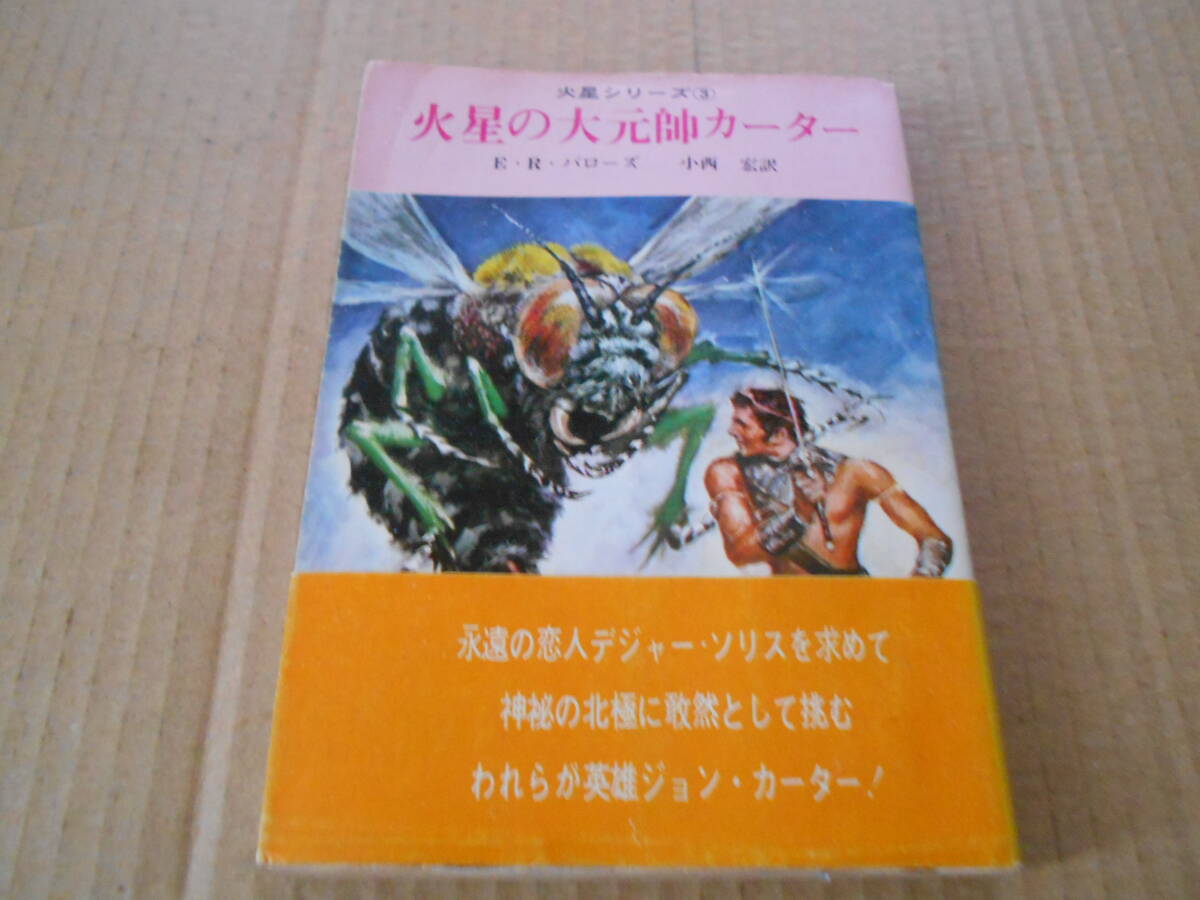 火星シリーズ③
火星の大元帥カーター
E・R・バローズ　小西　宏訳
永遠の恋人デジャー・ソリスを求めて
神祕の北極に敢然として挑む
われらが英雄ジョン・カーター！